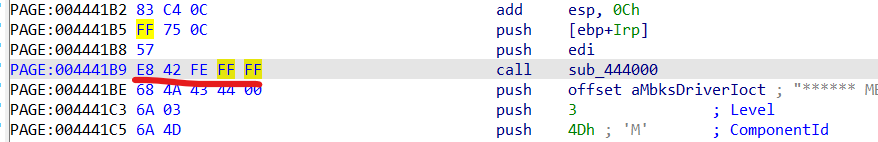 PAGE:004441B2 83 C4 0C add esp, 0Ch
PAGE:004441B5 FF 75 0C push [ebp+Irp]
PAGE:004441B8 57 push edi
PAGE:004441B9 E8 42 FE FF FF call sub_444000
PAGE:004441BE 68 4A 43 44 00 push offset aMbksDriverIoct ; "****** ME
PAGE:004441C3 6A 03 push 3 ; Level
PAGE:004441C5 6A 4D push 4Dh ; 'M' ; ComponentId